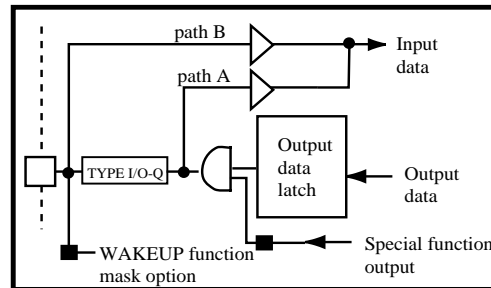 path B
Input
data
path A
TYPE I/O-Q
Output
data
latch
Output
data
WAKEUP function
mask option
Special function
output